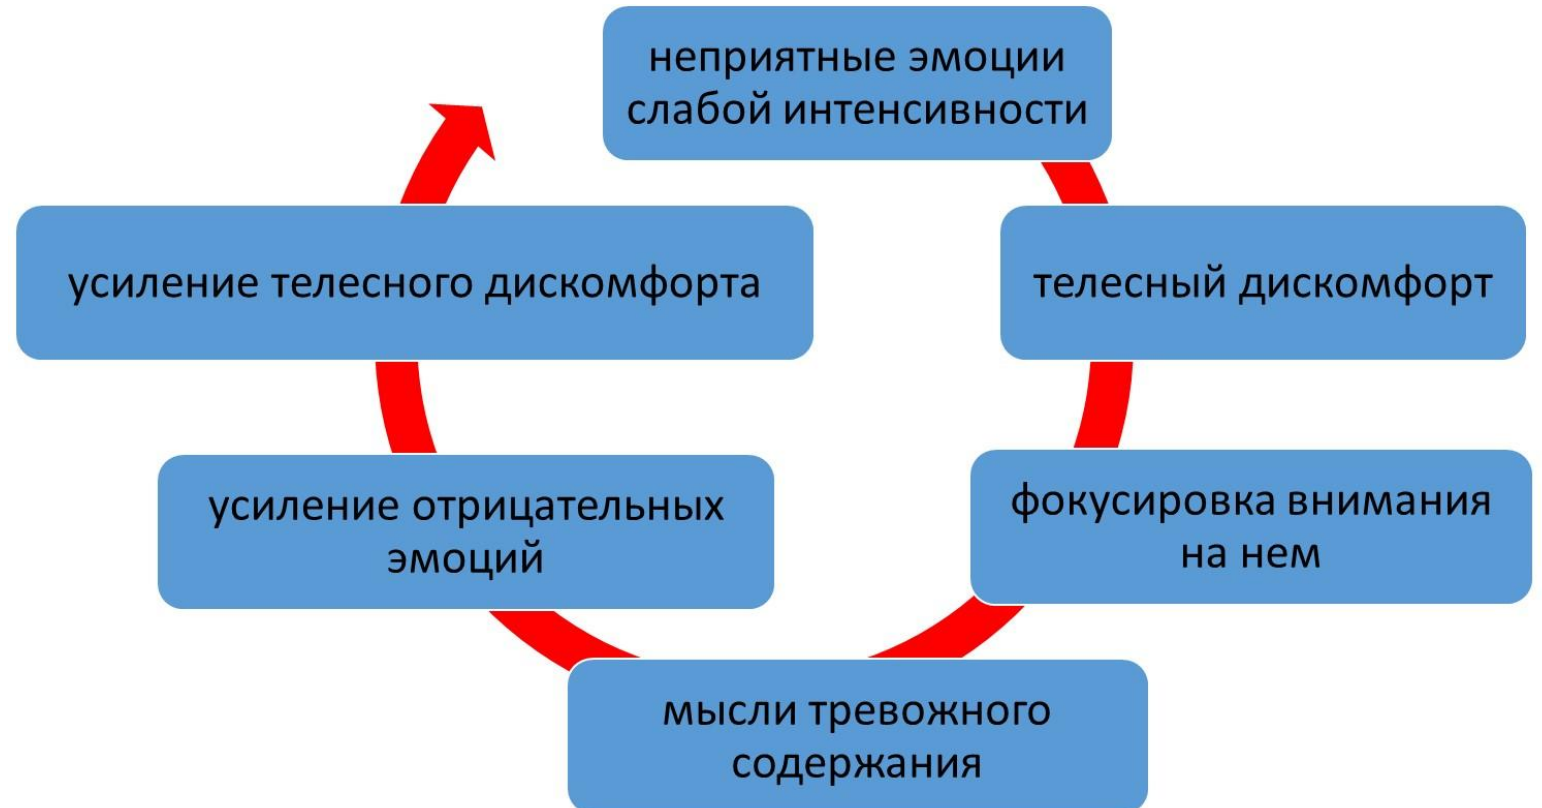 неприятные эмоции
слабой интенсивности
телесный дискомфорт
фокусировка внимания
на нем
мысли тревожного
содержания
усиление отрицательных
эмоций
усиление телесного дискомфорта